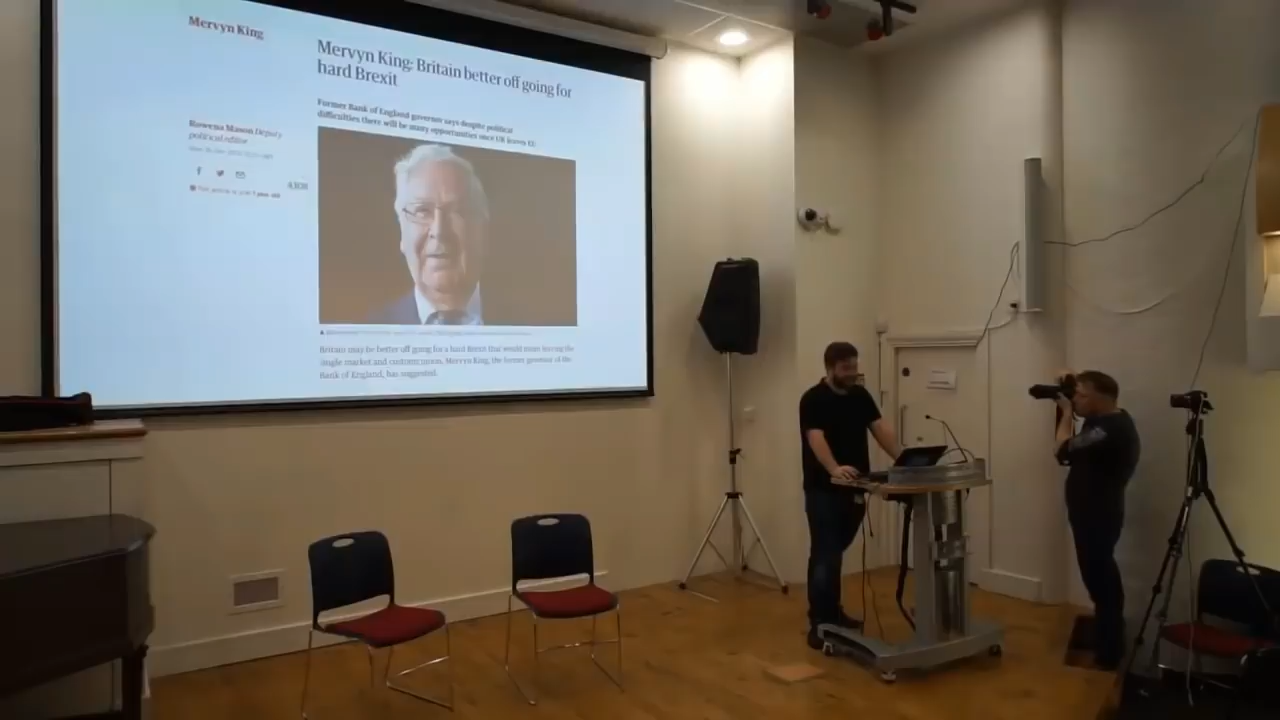 Mervyn King
Mervyn King: Britain better off going for
hard Brexit
Former Bank of England governor says despite political
difficulties there will be many opportunities once UK leaves EU
Rowena Mason Deputy
political editor
Britain may be better off going for a hard Brexit that would mean leaving the
single market and customs union, Mervyn King, the former governor of the
Bank of England, has suggested.